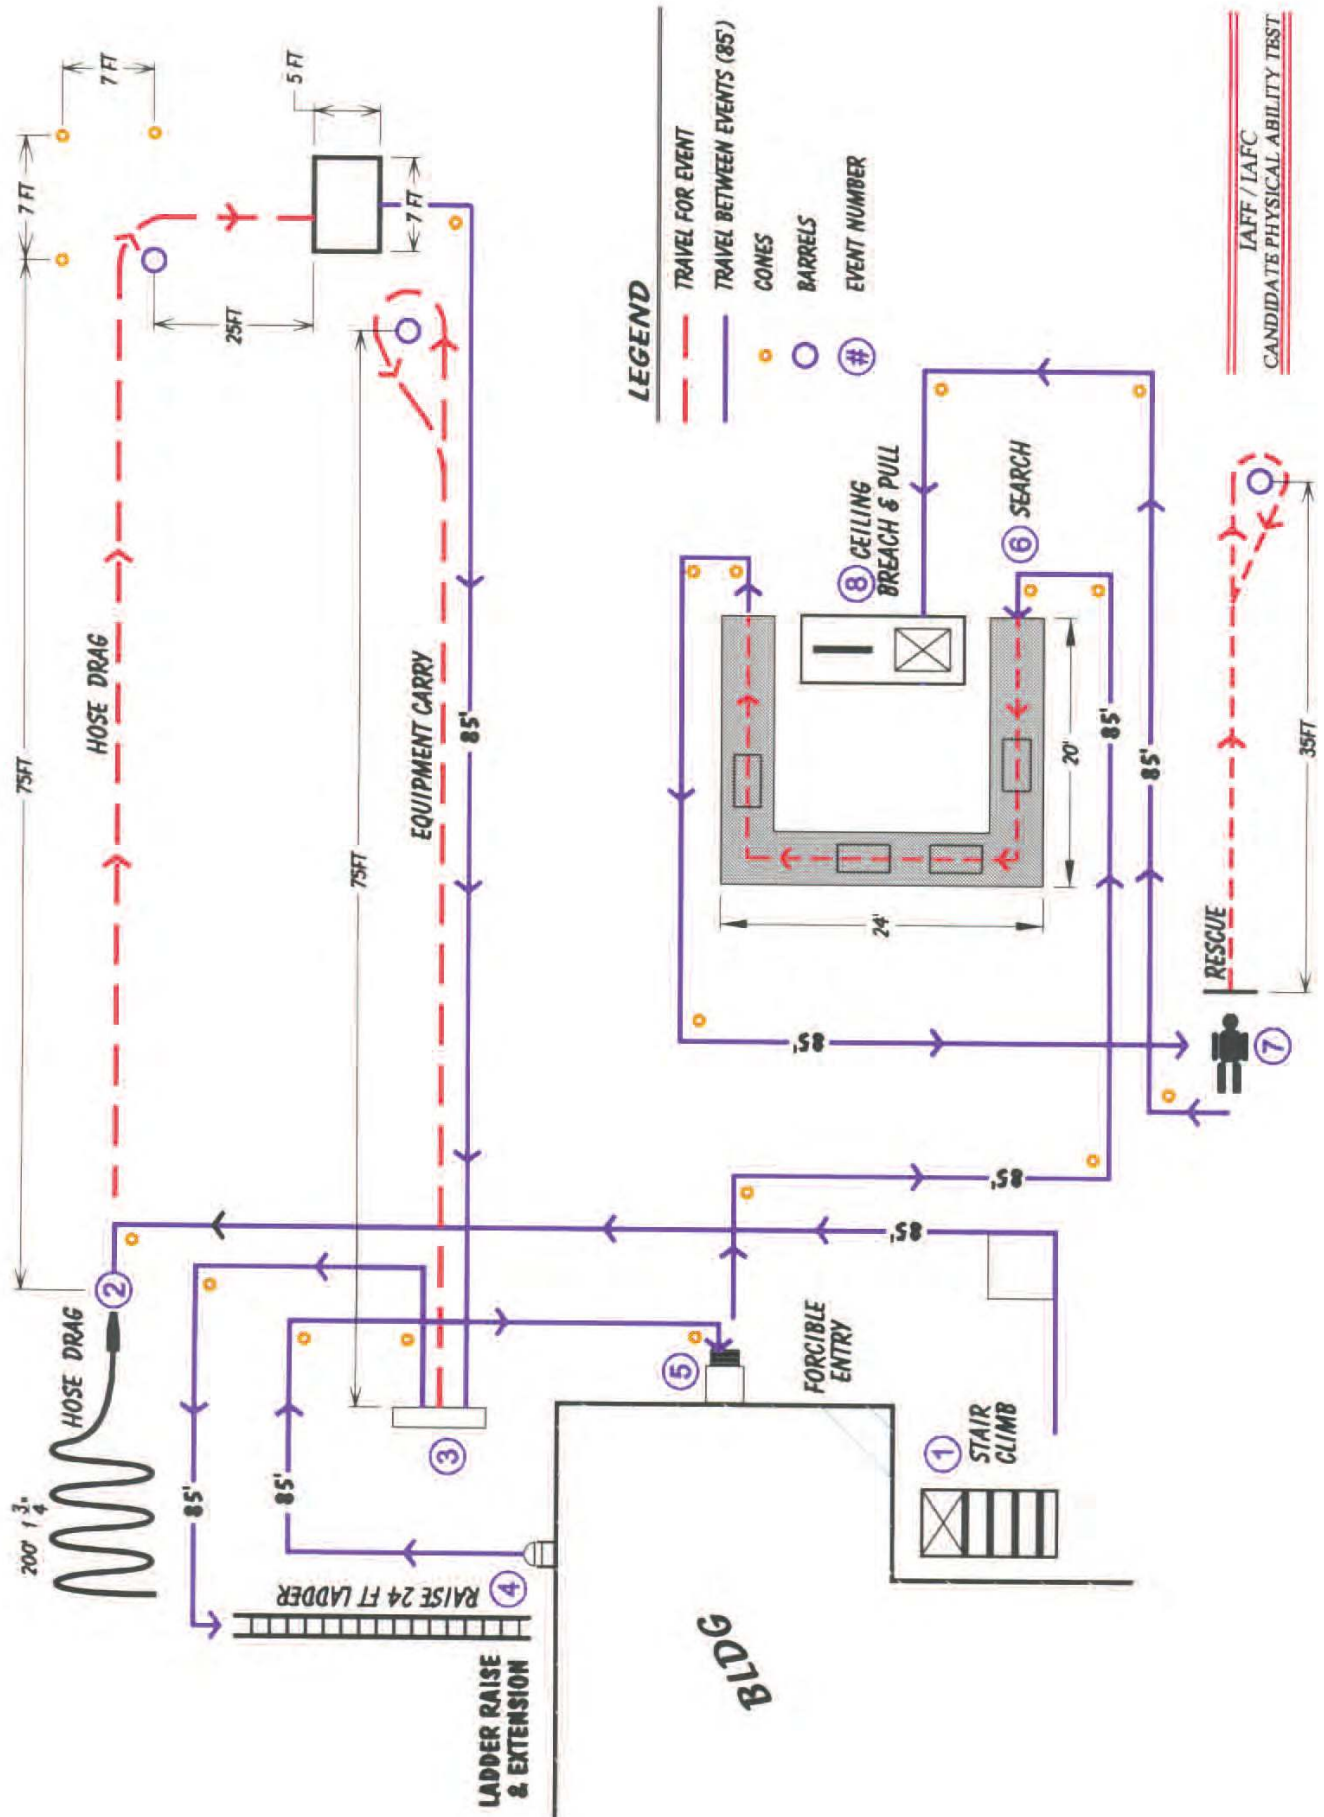 75FT
7 FT
7 FT
HOSE DRAG
25FT
5 FT
7 FT
200' 1 3/4"
HOSE DRAG
2
75FT
EQUIPMENT CARRY
85'
85'
85'
3
RAISE 24 FT LADDER
4
LADDER RAISE
& EXTENSION
BLDG
5
FORCIBLE
ENTRY
1
STAIR
CLIMB
85'
85'
85'
24'
20'
85'
85'
8 CEILING
BREACH & PULL
6 SEARCH
RESCUE
7
35FT
LEGEND
TRAVEL FOR EVENT
TRAVEL BETWEEN EVENTS (85')
CONES
BARRELS
# EVENT NUMBER
IAFF / IAFC
CANDIDATE PHYSICAL ABILITY TEST